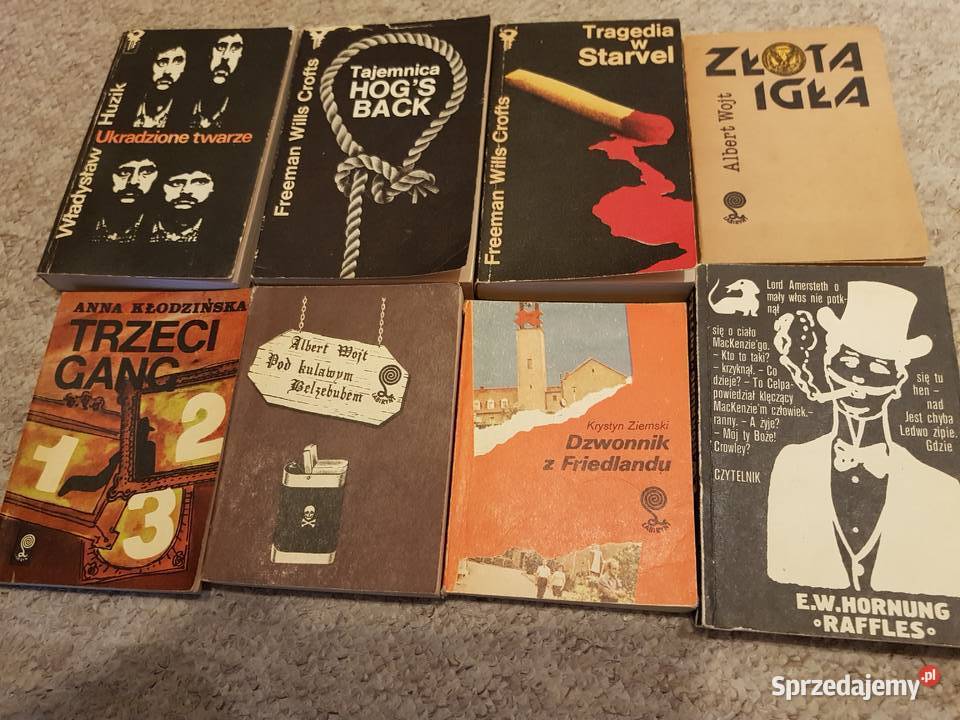 Władysław Huzik
Ukradzione twarze
Freeman Wills Crofts
Tajemnica
HOG'S
BACK
Freeman Wills Crofts
Tragedia
w
Starvel
ZŁOTA
IGŁA
Albert Wojt
ANNA KŁODZIŃSKA
TRZECI
GANG
1
2
3
Albert Wojt
Pod kulawym
Belzebubem
Krystyn Ziemski
Dzwonnik
z Friedlandu
LABIRYNT
Lord Amersteth o
mały włos nie potk-
nął
się o ciało
MacKenzie'go.
- Kto to taki?
- krzyknął. - Co
dzieje? - To Celpa-
powiedział klęczący
MacKenzie'm człowiek.-
ranny. - A żyje?
- Mój ty Boże!
Crowley?
się tu
hen -
nad
Jest chyba
Ledwo zipie.
Gdzie
CZYTELNIK
E.W.HORNUNG
◦RAFFLES◦
Sprzedajemy.pl